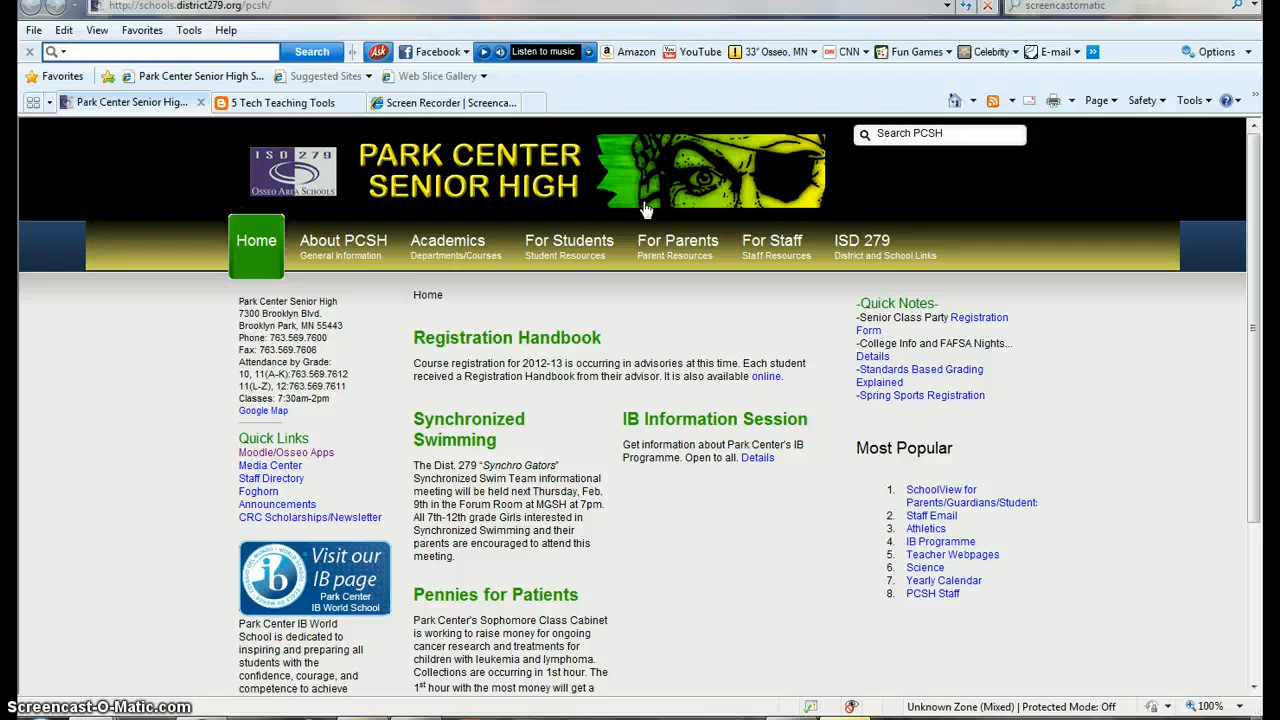 http://schools.district279.org/pcsh/
screencastomatic
File Edit View Favorites Tools Help
Search Ask Facebook Listen to music Amazon YouTube 33° Osseo, MN CNN Fun Games Celebrity E-mail Options
Favorites Park Center Senior High S... Suggested Sites Web Slice Gallery
Park Center Senior Hig... 5 Tech Teaching Tools Screen Recorder | Screenca...
Page Safety Tools
ISD 279
OSSEO AREA SCHOOLS
PARK CENTER
SENIOR HIGH
Search PCSH
Home About PCSH Academics For Students For Parents For Staff ISD 279
General Information Departments/Courses Student Resources Parent Resources Staff Resources District and School Links
Park Center Senior High
7300 Brooklyn Blvd.
Brooklyn Park, MN 55443
Phone: 763.569.7600
Fax: 763.569.7606
Attendance by Grade:
10, 11(A-K):763.569.7612
11(L-Z), 12:763.569.7611
Classes: 7:30am-2pm
Google Map
Quick Links
Moodle/Osseo Apps
Media Center
Staff Directory
Foghorn
Announcements
CRC Scholarships/Newsletter
Visit our
IB page
Park Center
IB World School
Park Center IB World
School is dedicated to
inspiring and preparing all
students with the
confidence, courage, and
competence to achieve
Home
Registration Handbook
Course registration for 2012-13 is occurring in advisories at this time. Each student
received a Registration Handbook from their advisor. It is also available online.
Synchronized
Swimming
The Dist. 279 “Synchro Gators”
Synchronized Swim Team informational
meeting will be held next Thursday, Feb.
9th in the Forum Room at MGSH at 7pm.
All 7th-12th grade Girls interested in
Synchronized Swimming and their
parents are encouraged to attend this
meeting.
Pennies for Patients
Park Center's Sophomore Class Cabinet
is working to raise money for ongoing
cancer research and treatments for
children with leukemia and lymphoma.
Collections are occurring in 1st hour. The
1st hour with the most money will get a
IB Information Session
Get information about Park Center's IB
Programme. Open to all. Details
-Quick Notes-
-Senior Class Party Registration
Form
-College Info and FAFSA Nights...
Details
-Standards Based Grading
Explained
-Spring Sports Registration
Most Popular
1. SchoolView for
Parents/Guardians/Students
2. Staff Email
3. Athletics
4. IB Programme
5. Teacher Webpages
6. Science
7. Yearly Calendar
8. PCSH Staff
Screencast-O-Matic.com
Unknown Zone (Mixed) | Protected Mode: Off
100%